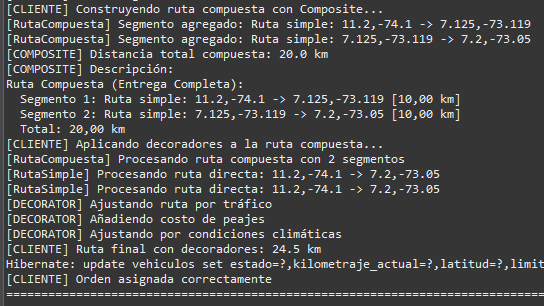 [CLIENTE] Construyendo ruta compuesta con Composite...
[RutaCompuesta] Segmento agregado: Ruta simple: 11.2,-74.1 -> 7.125,-73.119
[RutaCompuesta] Segmento agregado: Ruta simple: 7.125,-73.119 -> 7.2,-73.05
[COMPOSITE] Distancia total compuesta: 20.0 km
[COMPOSITE] Descripción:
Ruta Compuesta (Entrega Completa):
  Segmento 1: Ruta simple: 11.2,-74.1 -> 7.125,-73.119 [10,00 km]
  Segmento 2: Ruta simple: 7.125,-73.119 -> 7.2,-73.05 [10,00 km]
  Total: 20,00 km
[CLIENTE] Aplicando decoradores a la ruta compuesta...
[RutaCompuesta] Procesando ruta compuesta con 2 segmentos
[RutaSimple] Procesando ruta directa: 11.2,-74.1 -> 7.2,-73.05
[RutaSimple] Procesando ruta directa: 11.2,-74.1 -> 7.2,-73.05
[DECORATOR] Ajustando ruta por tráfico
[DECORATOR] Añadiendo costo de peajes
[DECORATOR] Ajustando por condiciones climáticas
[CLIENTE] Ruta final con decoradores: 24.5 km
Hibernate: update vehiculos set estado=?,kilometraje_actual=?,latitud=?,limit
[CLIENTE] Orden asignada correctamente
=============================================================================